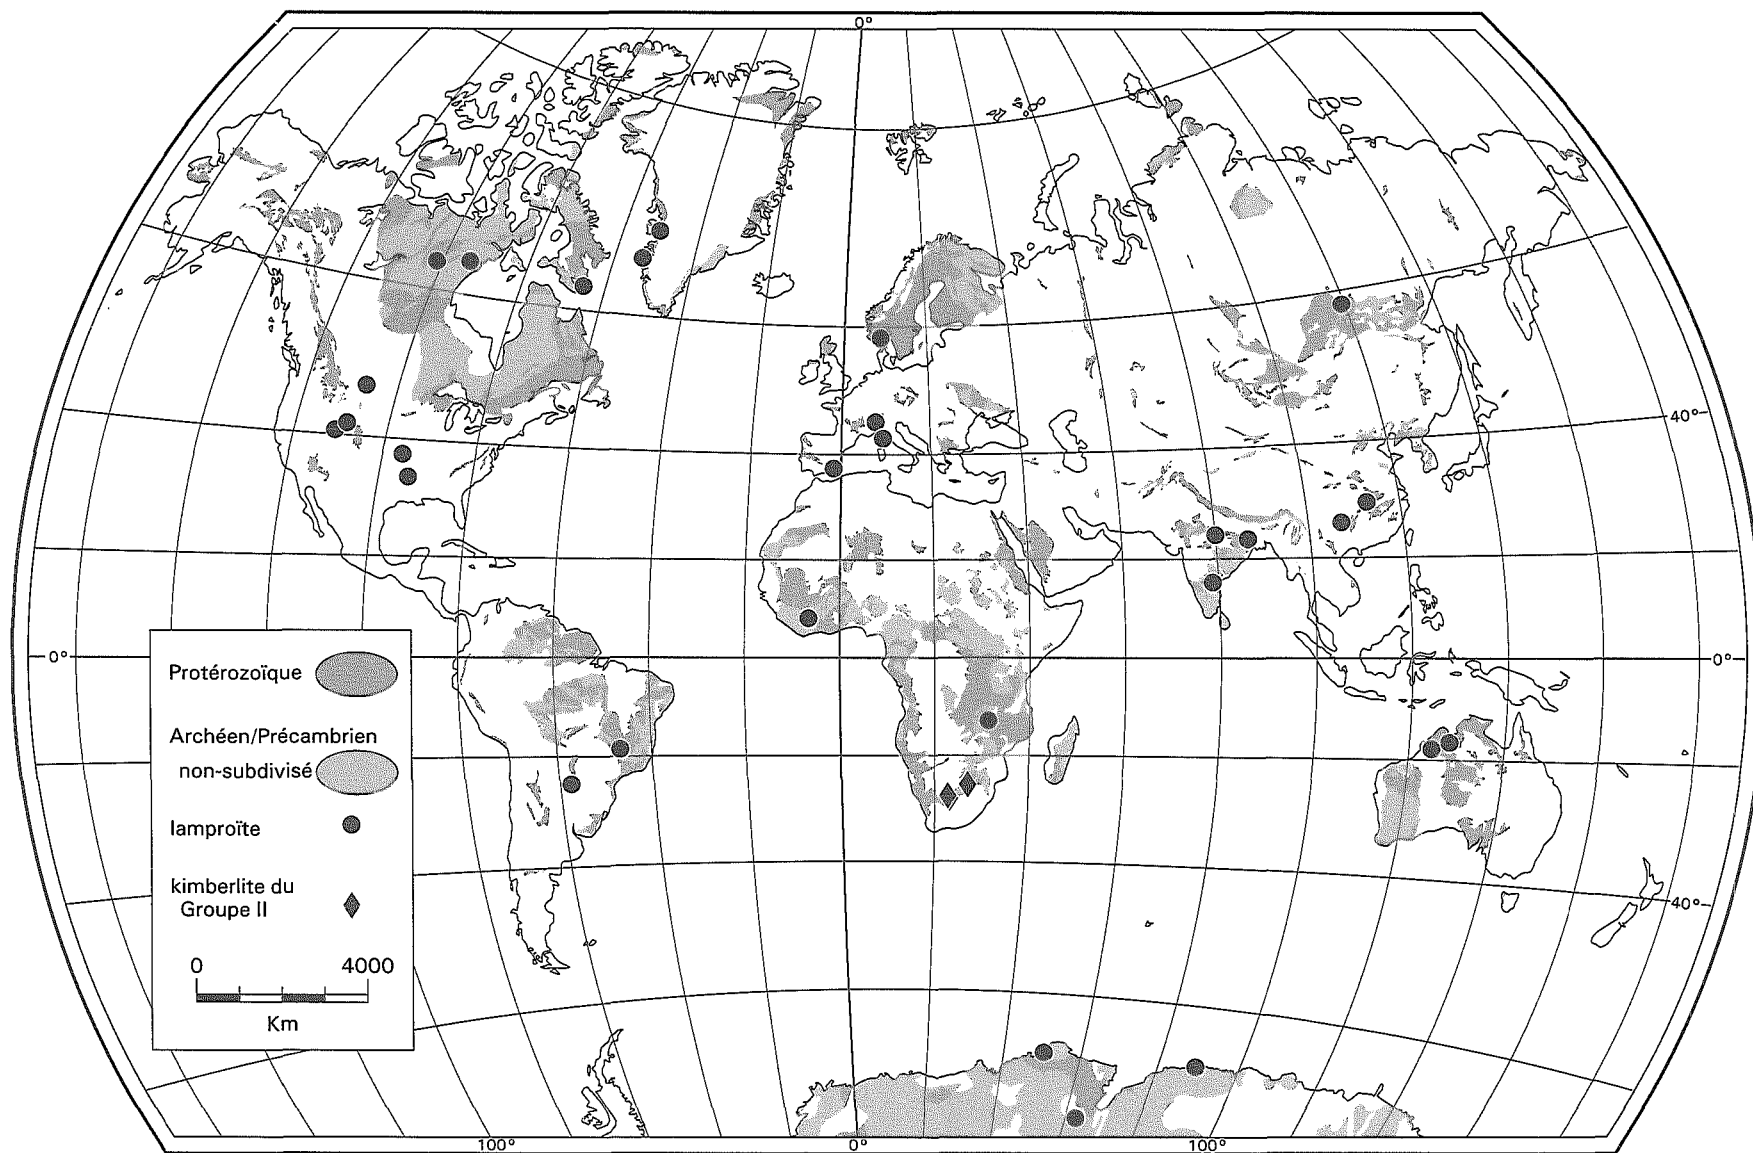 0°
40°
0°
0°
Protérozoïque
Archéen/Précambrien
non-subdivisé
lamproïte
kimberlite du
Groupe II
40°
0 4000
Km
100° 0° 100°